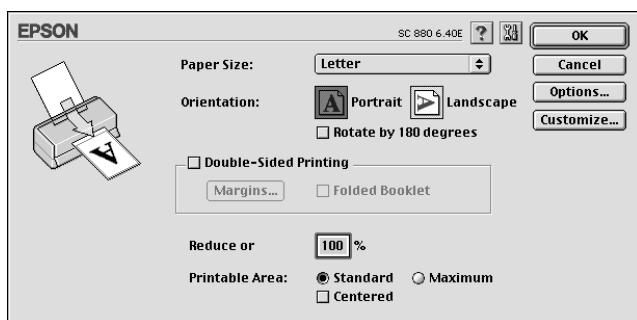 EPSON
SC 880 6.40E
?
OK
Paper Size:
Letter
Cancel
Orientation:
A
Portrait
A
Landscape
Options...
Rotate by 180 degrees
Customize...
A
Double-Sided Printing
Margins...
Folded Booklet
Reduce or
100 %
Printable Area:
Standard
Maximum
Centered